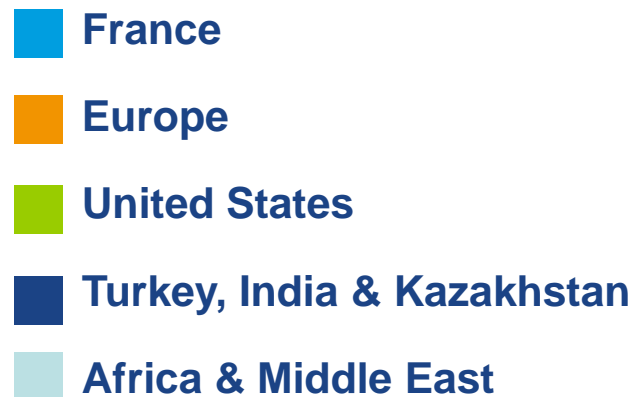 France
Europe
United States
Turkey, India & Kazakhstan
Africa & Middle East